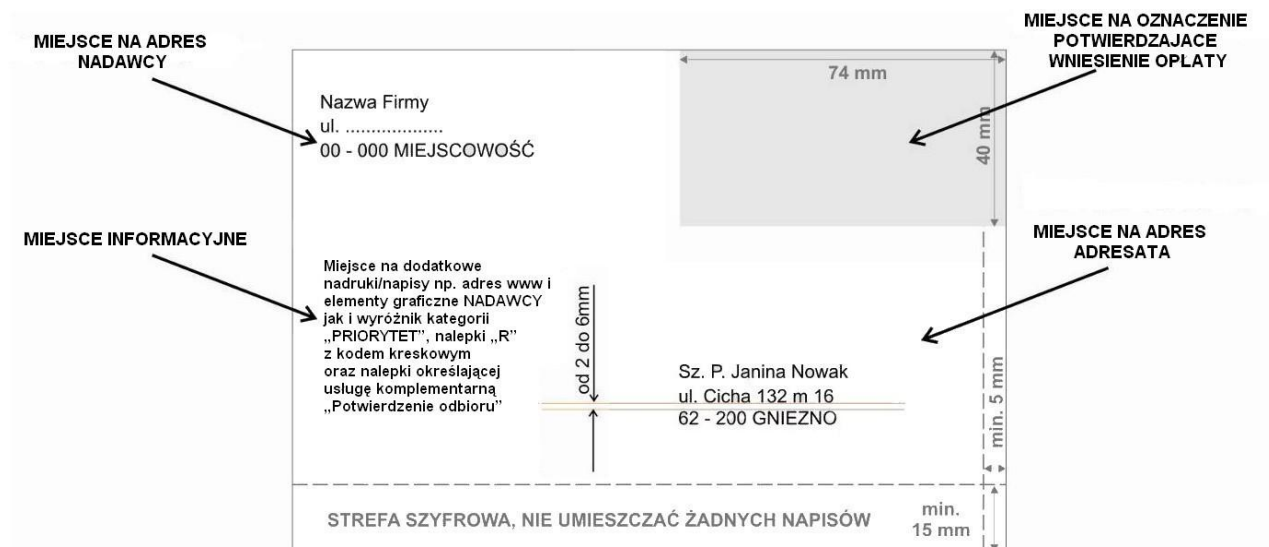 MIEJSCE NA ADRES
NADAWCY
MIEJSCE NA OZNACZENIE
POTWIERDZAJACE
WNIESIENIE OPŁATY
74 mm
40 mm
Nazwa Firmy
ul. ...................
00 - 000 MIEJSCOWOŚĆ
MIEJSCE INFORMACYJNE
MIEJSCE NA ADRES
ADRESATA
Miejsce na dodatkowe
nadruki/napisy np. adres www i
elementy graficzne NADAWCY
jak i wyróżnik kategorii
„PRIORYTET”, nalepki „R”
z kodem kreskowym
oraz nalepki określającej
usługę komplementarną
„Potwierdzenie odbioru”
od 2 do 6mm
Sz. P. Janina Nowak
ul. Cicha 132 m 16
62 - 200 GNIEZNO
min. 5 mm
STREFA SZYFROWA, NIE UMIESZCZAĆ ŻADNYCH NAPISÓW
min.
15 mm